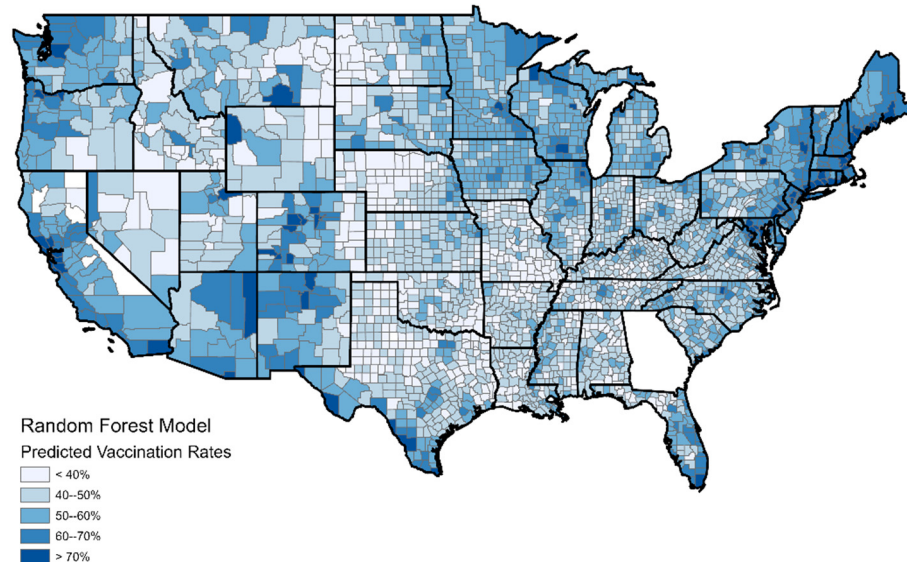 Random Forest Model
Predicted Vaccination Rates
< 40%
40--50%
50--60%
60--70%
> 70%